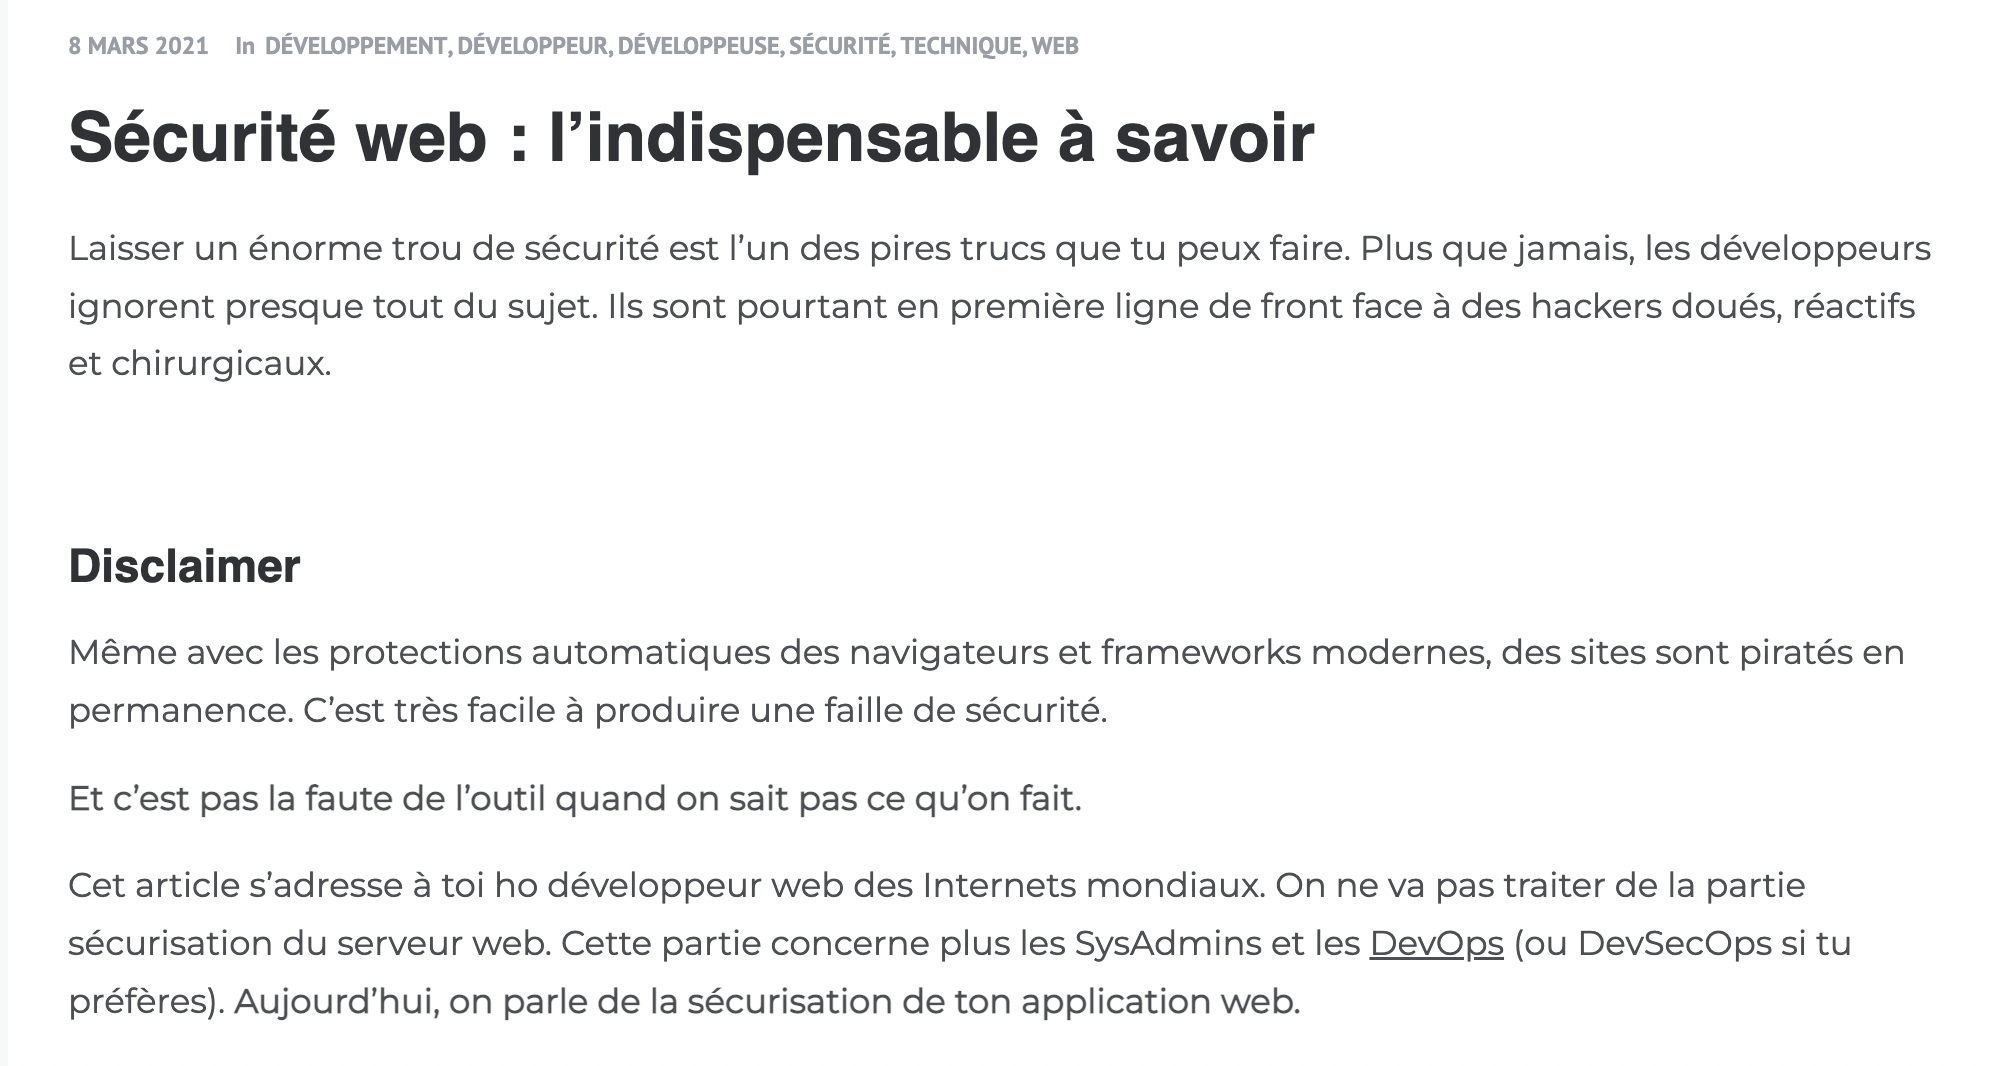 8 MARS 2021 In DÉVELOPPEMENT, DÉVELOPPEUR, DÉVELOPPEUSE, SÉCURITÉ, TECHNIQUE, WEB
Sécurité web : l’indispensable à savoir
Laisser un énorme trou de sécurité est l’un des pires trucs que tu peux faire. Plus que jamais, les développeurs
ignorent presque tout du sujet. Ils sont pourtant en première ligne de front face à des hackers doués, réactifs
et chirurgicaux.
Disclaimer
Même avec les protections automatiques des navigateurs et frameworks modernes, des sites sont piratés en
permanence. C’est très facile à produire une faille de sécurité.
Et c’est pas la faute de l’outil quand on sait pas ce qu’on fait.
Cet article s’adresse à toi ho développeur web des Internets mondiaux. On ne va pas traiter de la partie
sécurisation du serveur web. Cette partie concerne plus les SysAdmins et les DevOps (ou DevSecOps si tu
préfères). Aujourd’hui, on parle de la sécurisation de ton application web.